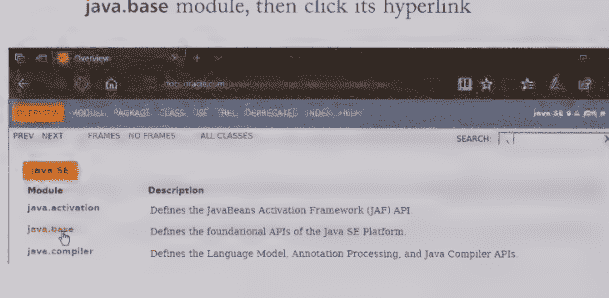 java.base module, then click its hyperlink
Overview
OVERVIEW MODULE PACKAGE CLASS USE TREE DEPRECATED INDEX HELP Java SE 9 & JDK 9
PREV NEXT FRAMES NO FRAMES ALL CLASSES SEARCH:
Java SE
Module Description
java.activation Defines the JavaBeans Activation Framework (JAF) API.
java.base Defines the foundational APIs of the Java SE Platform.
java.compiler Defines the Language Model, Annotation Processing, and Java Compiler APIs.